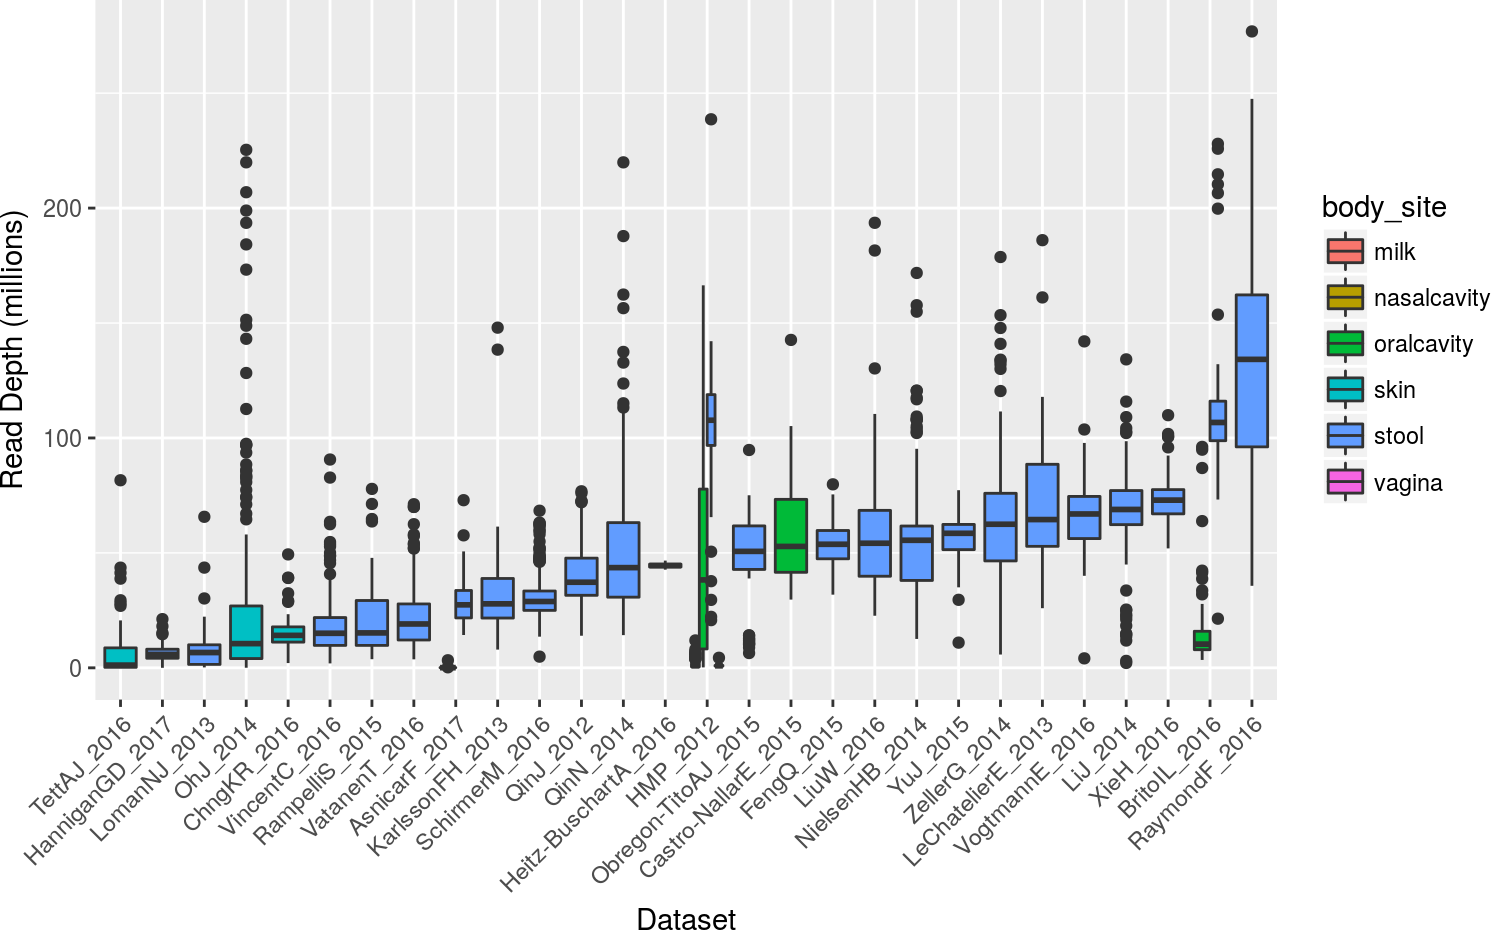 Read Depth (millions)
200
100
0
TettAJ_2016
HanniganGD_2017
LomanNJ_2013
OhJ_2014
ChngKR_2016
VincentC_2016
RampelliS_2015
VatanenT_2016
AsnicarF_2017
KarlssonFH_2013
SchirmerM_2016
QinJ_2012
QinN_2014
Heitz-BuschartA_2016
HMP_2012
Obregon-TitoAJ_2015
Castro-NallarE_2015
FengQ_2015
LiuW_2016
NielsenHB_2014
YuJ_2015
ZellerG_2014
LeChatelierE_2013
VogtmannE_2016
LiJ_2014
XieH_2016
BritoIL_2016
RaymondF_2016
Dataset
body_site
milk
nasalcavity
oralcavity
skin
stool
vagina